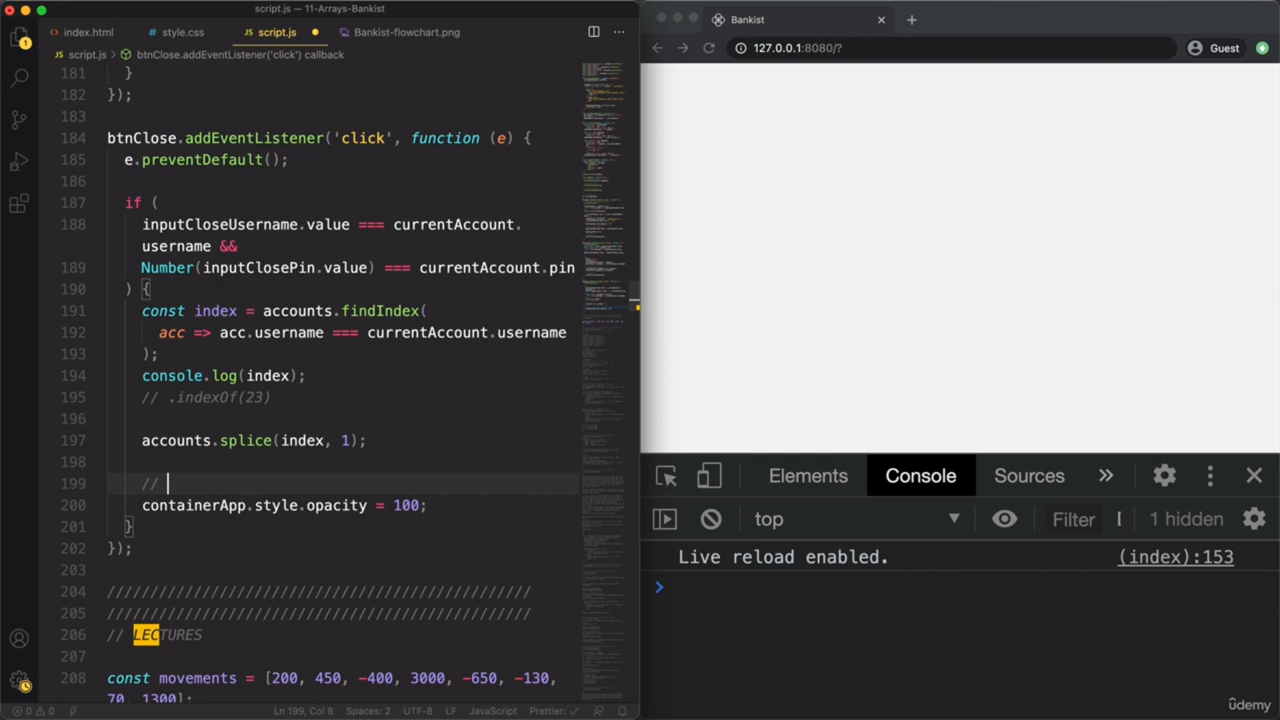 script.js — 11-Arrays-Bankist
index.html
style.css
script.js
Bankist-flowchart.png
script.js > btnClose.addEventListener('click') callback
181 }
182 });
183
184 btnClose.addEventListener('click', function (e) {
185 e.preventDefault();
186
187 if (
188 inputCloseUsername.value === currentAccount.
username &&
189 Number(inputClosePin.value) === currentAccount.pin
190 ) {
191 const index = accounts.findIndex(
192 acc => acc.username === currentAccount.username
193 );
194 console.log(index);
195 // .indexOf(23)
196
197 accounts.splice(index, 1);
198
199 //
200 containerApp.style.opacity = 100;
201 }
202 });
203
204 /////////////////////////////////////////////////
205 /////////////////////////////////////////////////
206 // LECTURES
207
208 const movements = [200, 450, -400, 3000, -650, -130,
70, 1300];
0 0
Ln 199, Col 8
Spaces: 2
UTF-8
LF
JavaScript
Prettier: ✓
1
Bankist
127.0.0.1:8080/?
Guest
Elements
Console
Sources
»
top
Filter
1 hidden
Live reload enabled.
(index):153
>
udemy